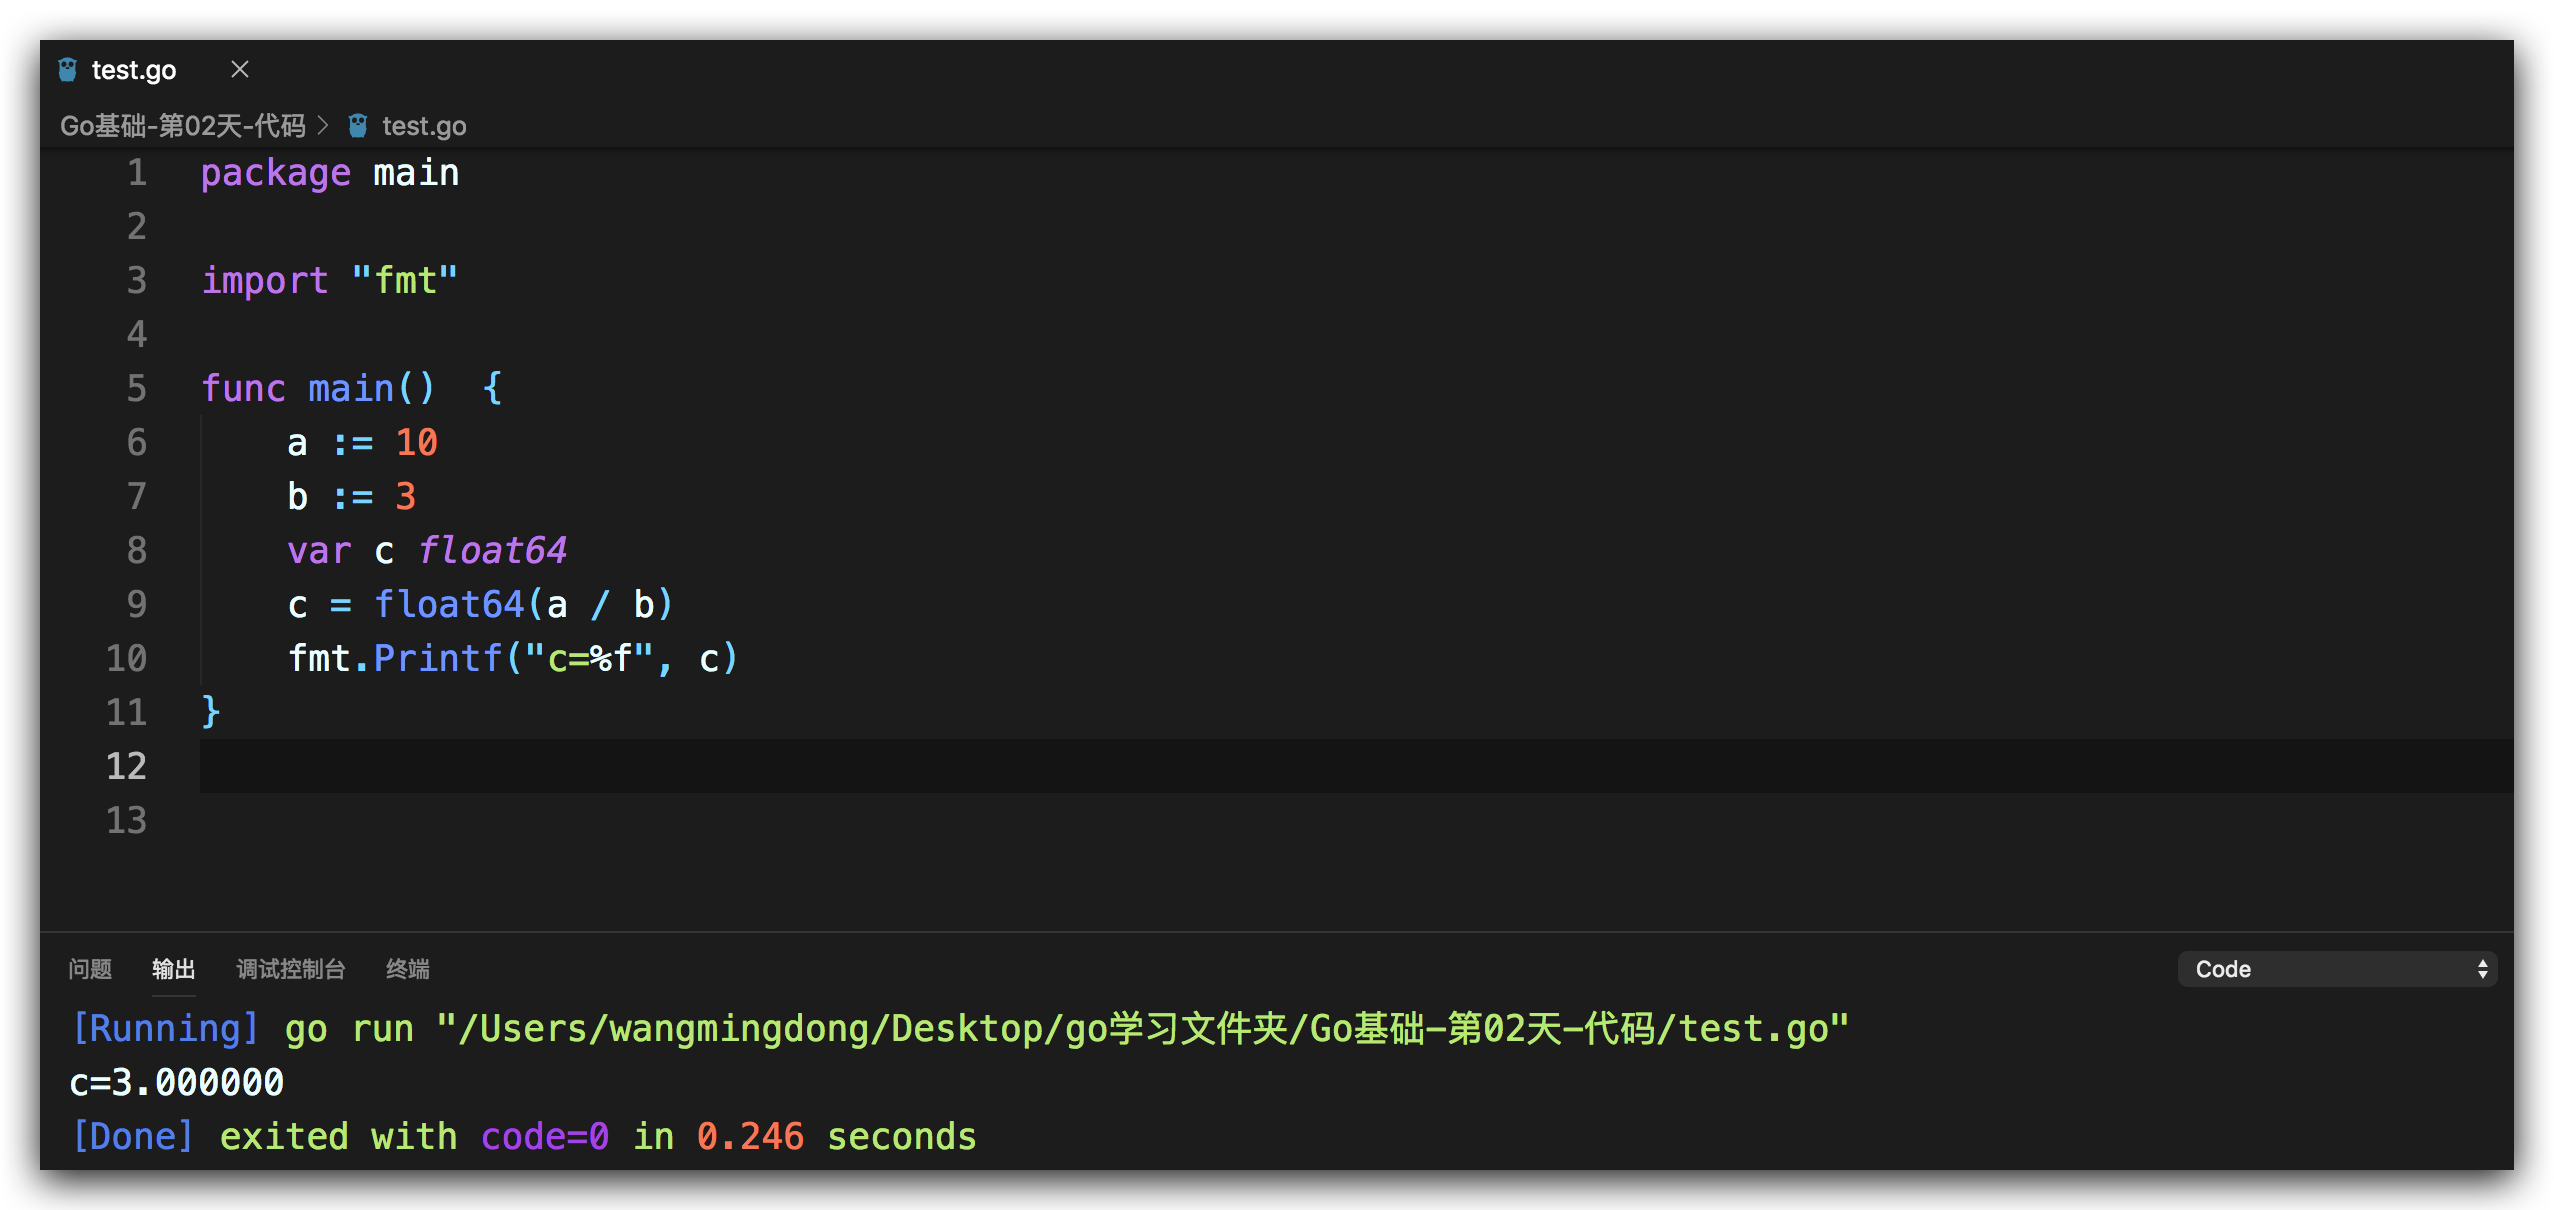 test.go
Go基础-第02天-代码 > test.go
1 package main
2
3 import "fmt"
4
5 func main()  {
6     a := 10
7     b := 3
8     var c float64
9     c = float64(a / b)
10     fmt.Printf("c=%f", c)
11 }
12
13
问题 输出 调试控制台 终端 Code
[Running] go run "/Users/wangmingdong/Desktop/go学习文件夹/Go基础-第02天-代码/test.go"
c=3.000000
[Done] exited with code=0 in 0.246 seconds